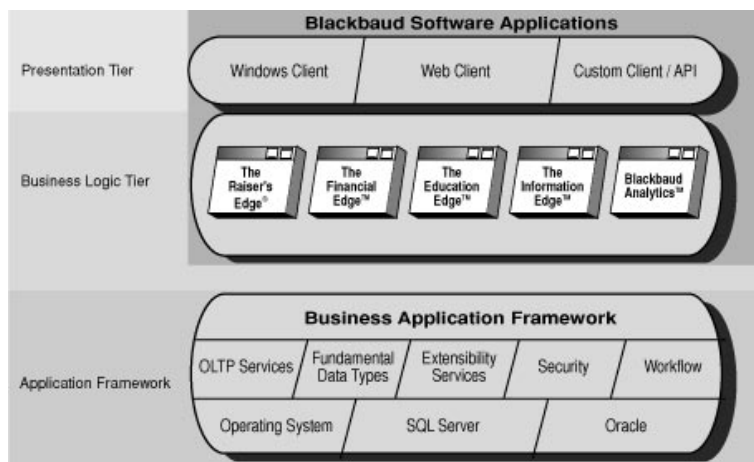 Blackbaud Software Applications
Presentation Tier
Windows Client
Web Client
Custom Client / API
Business Logic Tier
The
Raiser's
Edge®
The
Financial
Edge™
The
Education
Edge™
The
Information
Edge™
Blackbaud
Analytics℠
Business Application Framework
Application Framework
OLTP Services
Fundamental
Data Types
Extensibility
Services
Security
Workflow
Operating System
SQL Server
Oracle